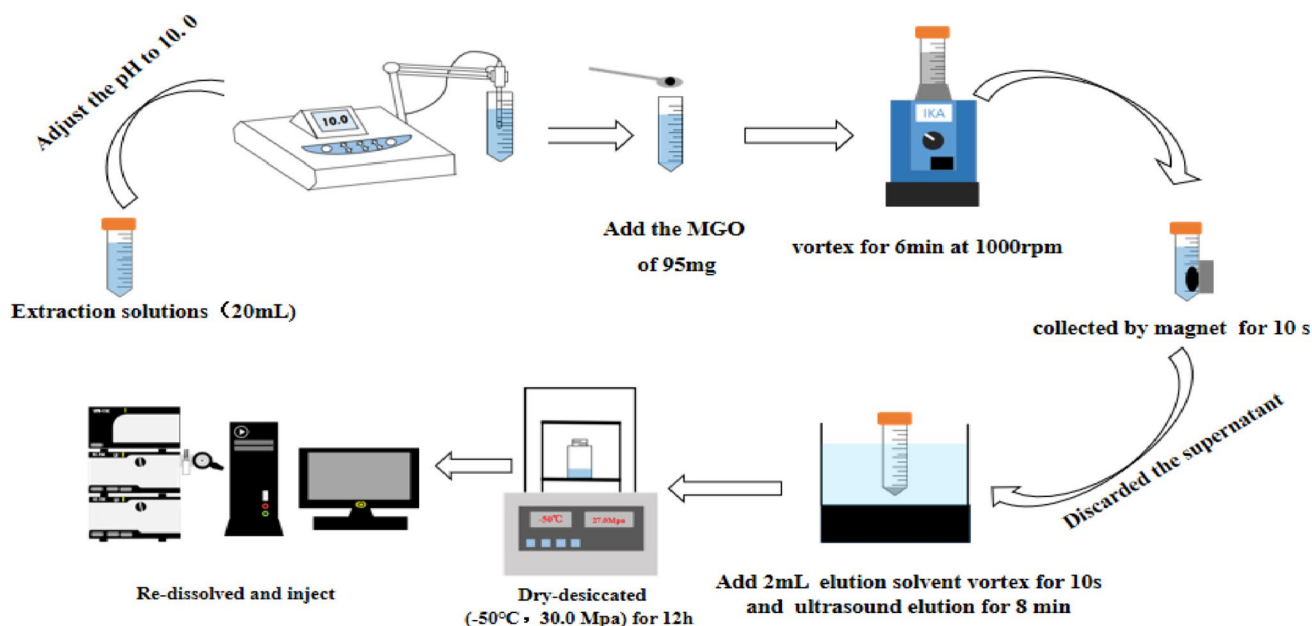 Adjust the pH to 10. 0
10.0
Extraction solutions（20mL)
Add the MGO
of 95mg
IKA
vortex for 6min at 1000rpm
collected by magnet for 10 s
Discarded the supernatant
Add 2mL elution solvent vortex for 10s
and ultrasound elution for 8 min
-50℃
27.0Mpa
Dry-desiccated
(-50℃，30.0 Mpa) for 12h
Re-dissolved and inject